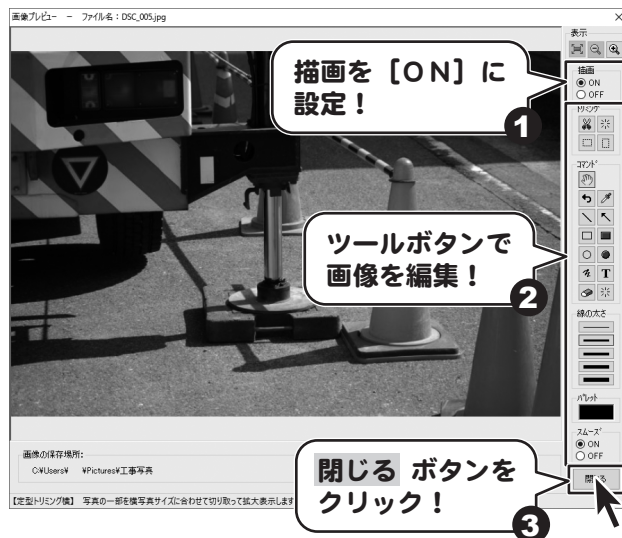 画像プレビュー － ファイル名：DSC_005.jpg
表示
描画
ON
OFF
描画を［ON］に
設定！
1
トリミング
コマンド
T
ツールボタンで
画像を編集！
2
線の太さ
パレット
スムーズ
ON
OFF
画像の保存場所：
C:¥Users¥ ¥Pictures¥工事写真
閉じる ボタンを
クリック！
3
【定型トリミング横】 写真の一部を横写真サイズに合わせて切り取って拡大表示します